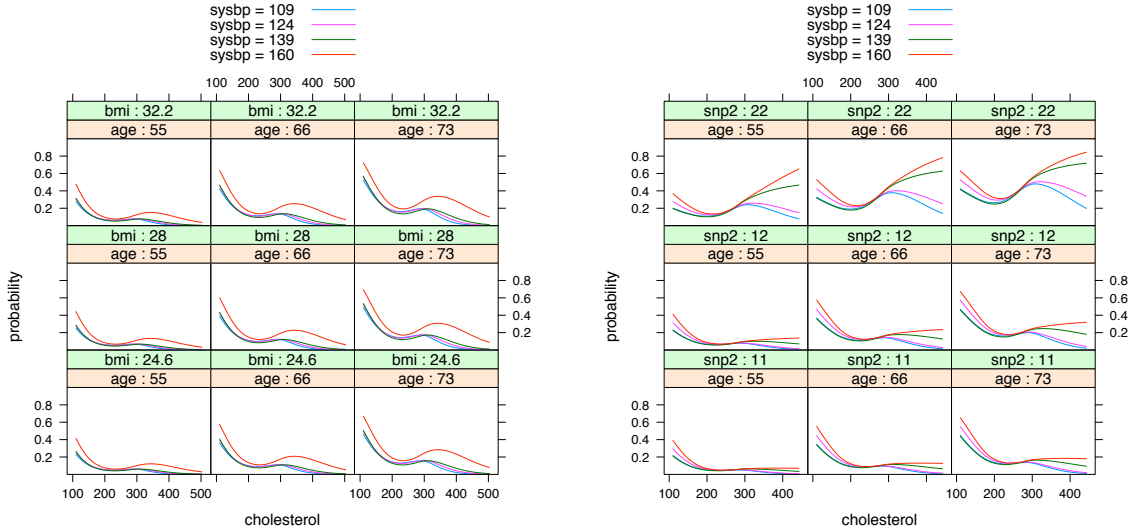 sysbp = 109
sysbp = 124
sysbp = 139
sysbp = 160
100 200 300 400 500
bmi : 32.2 bmi : 32.2 bmi : 32.2
age : 55 age : 66 age : 73
0.8
0.6
0.4
0.2
bmi : 28 bmi : 28 bmi : 28
age : 55 age : 66 age : 73
0.8
0.6
0.4
0.2
bmi : 24.6 bmi : 24.6 bmi : 24.6
age : 55 age : 66 age : 73
0.8
0.6
0.4
0.2
100 200 300 400 500 100 200 300 400 500
probability
cholesterol
sysbp = 109
sysbp = 124
sysbp = 139
sysbp = 160
100 200 300 400
snp2 : 22 snp2 : 22 snp2 : 22
age : 55 age : 66 age : 73
0.8
0.6
0.4
0.2
snp2 : 12 snp2 : 12 snp2 : 12
age : 55 age : 66 age : 73
0.8
0.6
0.4
0.2
snp2 : 11 snp2 : 11 snp2 : 11
age : 55 age : 66 age : 73
0.8
0.6
0.4
0.2
100 200 300 400 100 200 300 400
probability
cholesterol